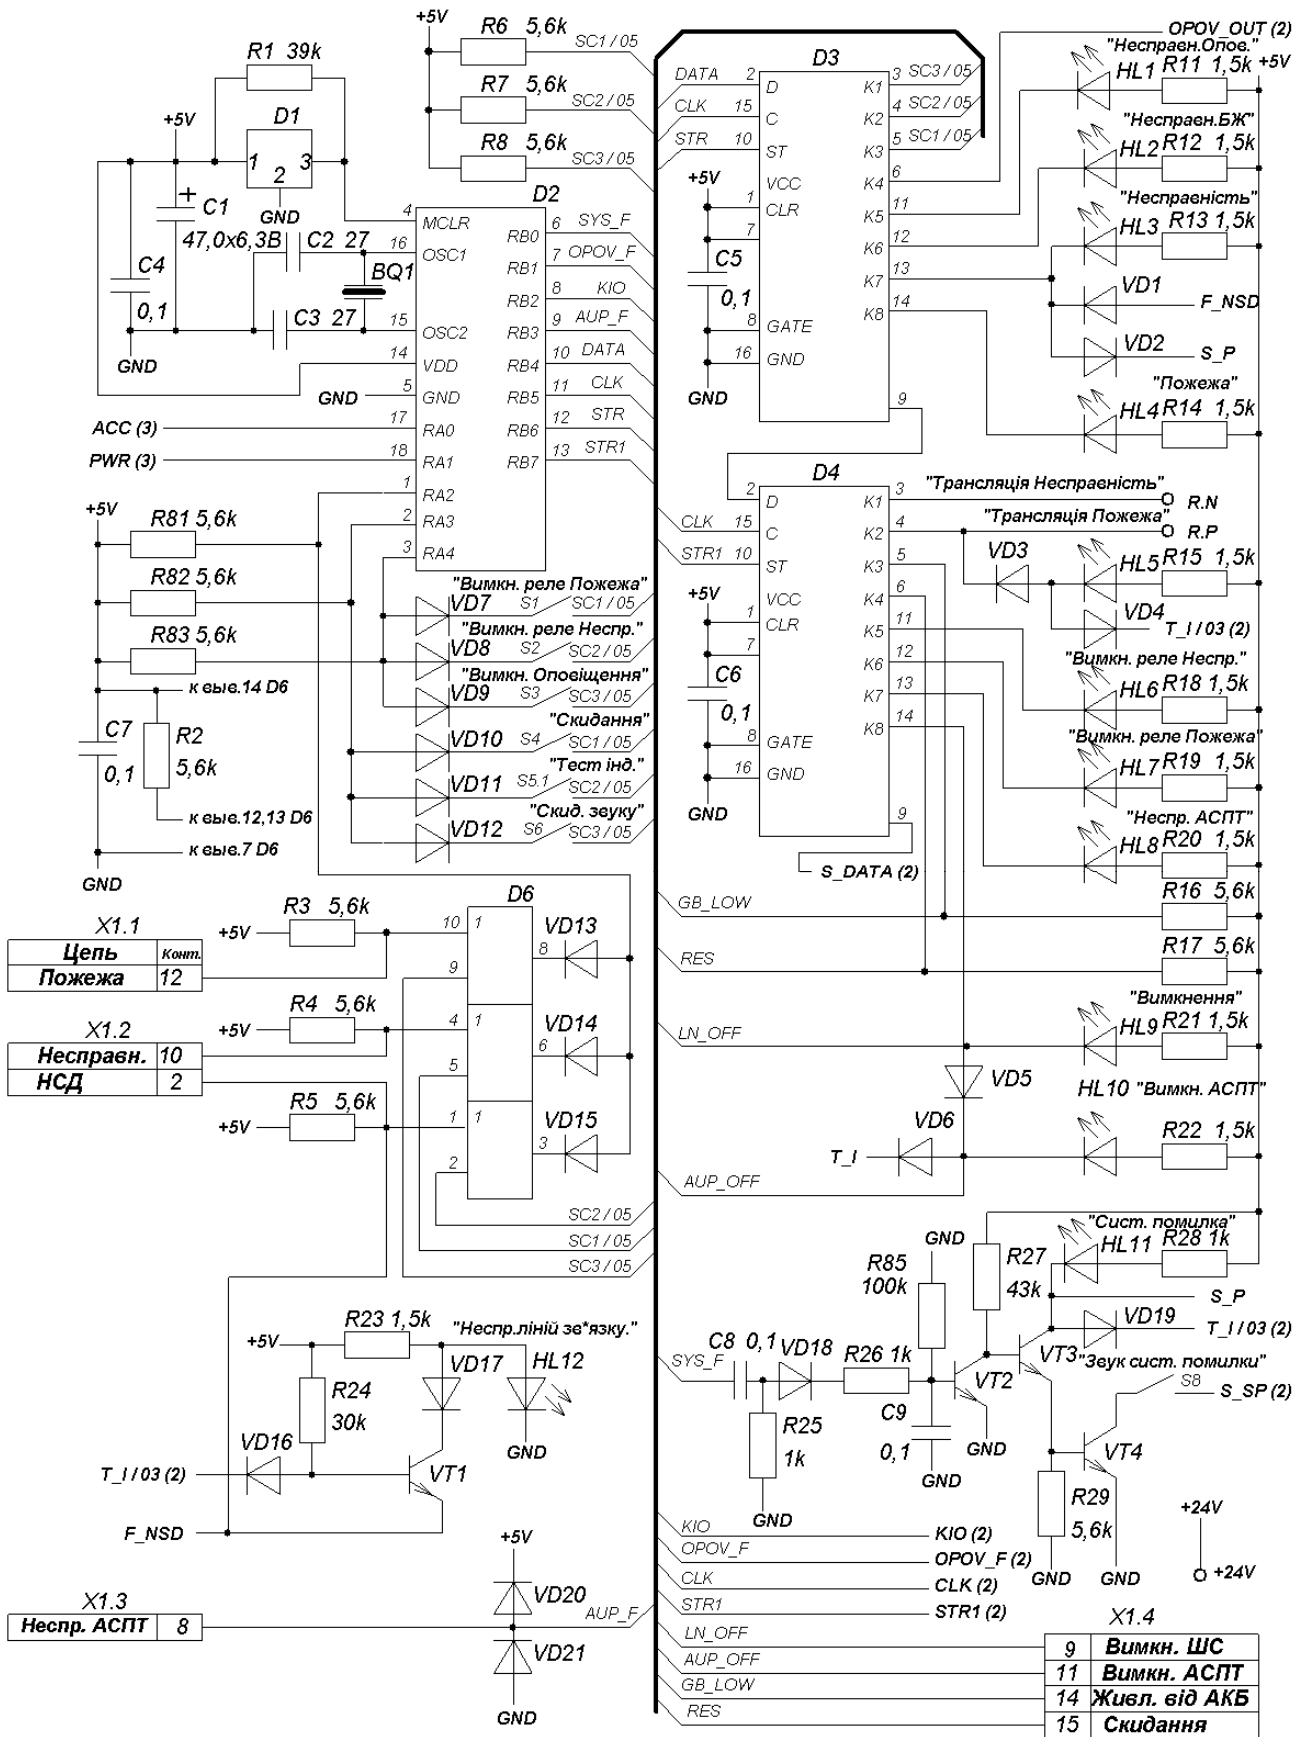 +5V
R6 5,6k
SC1/05
R7 5,6k
SC2/05
R8 5,6k
SC3/05
R1 39k
+5V
D1
1
2
3
GND
C1
47,0x6,3В
C2 27
BQ1
C3 27
C4
0,1
GND
D2
4 MCLR
16 OSC1
15 OSC2
14 VDD
GND 5 GND
ACC (3) 17 RA0
PWR (3) 18 RA1
1 RA2
2 RA3
3 RA4
RB0 6 SYS_F
RB1 7 OPOV_F
RB2 8 KIO
RB3 9 AUP_F
RB4 10 DATA
RB5 11 CLK
RB6 12 STR
RB7 13 STR1
+5V
R81 5,6k
R82 5,6k
R83 5,6k
к выв.14 D6
C7
0,1
R2
5,6k
к выв.12,13 D6
к выв.7 D6
GND
"Вимкн. реле Пожежа"
VD7 S1 SC1/05
"Вимкн. реле Неспр."
VD8 S2 SC2/05
"Вимкн. Оповіщення"
VD9 S3 SC3/05
"Скидання"
VD10 S4 SC1/05
"Тест інд."
VD11 S5.1 SC2/05
"Скид. звуку"
VD12 S6 SC3/05
X1.1
Цепь Конт.
Пожежа 12
+5V R3 5,6k
X1.2
Несправн. 10
НСД 2
+5V R4 5,6k
+5V R5 5,6k
D6
10 1
9
8 VD13
4 1
5
6 VD14
1 1
2
3 VD15
SC2/05
SC1/05
SC3/05
+5V
R23 1,5k
"Неспр.ліній зв*язку."
VD17
HL12
R24
30k
VD16
T_I/03 (2)
VT1
GND
F_NSD
+5V
VD20
VD21
GND
X1.3
Неспр. АСПТ 8
AUP_F
D3
DATA 2 D
CLK 15 C
STR 10 ST
VCC
+5V
1 CLR
7
C5
0,1
8 GATE
16 GND
GND
K1 3 SC3/05
K2 4 SC2/05
K3 5 SC1/05
K4 6
K5 11
K6 12
K7 13
K8 14
9
OPOV_OUT (2)
"Несправн.Опов."
HL1 R11 1,5k +5V
"Несправн.БЖ"
HL2 R12 1,5k
"Несправність"
HL3 R13 1,5k
VD1 F_NSD
VD2 S_P
"Пожежа"
HL4 R14 1,5k
D4
2 D
CLK 15 C
STR1 10 ST
VCC
+5V
1 CLR
7
C6
0,1
8 GATE
16 GND
GND
K1 3
K2 4
K3 5
K4 6
K5 11
K6 12
K7 13
K8 14
9
S_DATA (2)
"Трансляція Несправність"
R.N
"Трансляція Пожежа"
R.P
VD3
HL5 R15 1,5k
VD4
T_I/03 (2)
"Вимкн. реле Неспр."
HL6 R18 1,5k
"Вимкн. реле Пожежа"
HL7 R19 1,5k
"Неспр. АСПТ"
HL8 R20 1,5k
GB_LOW
R16 5,6k
RES
R17 5,6k
"Вимкнення"
LN_OFF
HL9 R21 1,5k
VD5
HL10 "Вимкн. АСПТ"
VD6
T_I
R22 1,5k
AUP_OFF
GND
R85
100k
R27
43k
"Сист. помилка"
HL11 R28 1k
S_P
VD19
T_I/03 (2)
SYS_F
C8 0,1
VD18
R26 1k
R25
1k
GND
C9
0,1
GND
VT2
GND
VT3
"Звук сист. помилки"
S8
S_SP (2)
VT4
R29
5,6k
GND
GND
+24V
+24V
KIO KIO (2)
OPOV_F OPOV_F (2)
CLK CLK (2)
STR1 STR1 (2)
X1.4
LN_OFF 9 Вимкн. ШС
AUP_OFF 11 Вимкн. АСПТ
GB_LOW 14 Живл. від АКБ
RES 15 Скидання